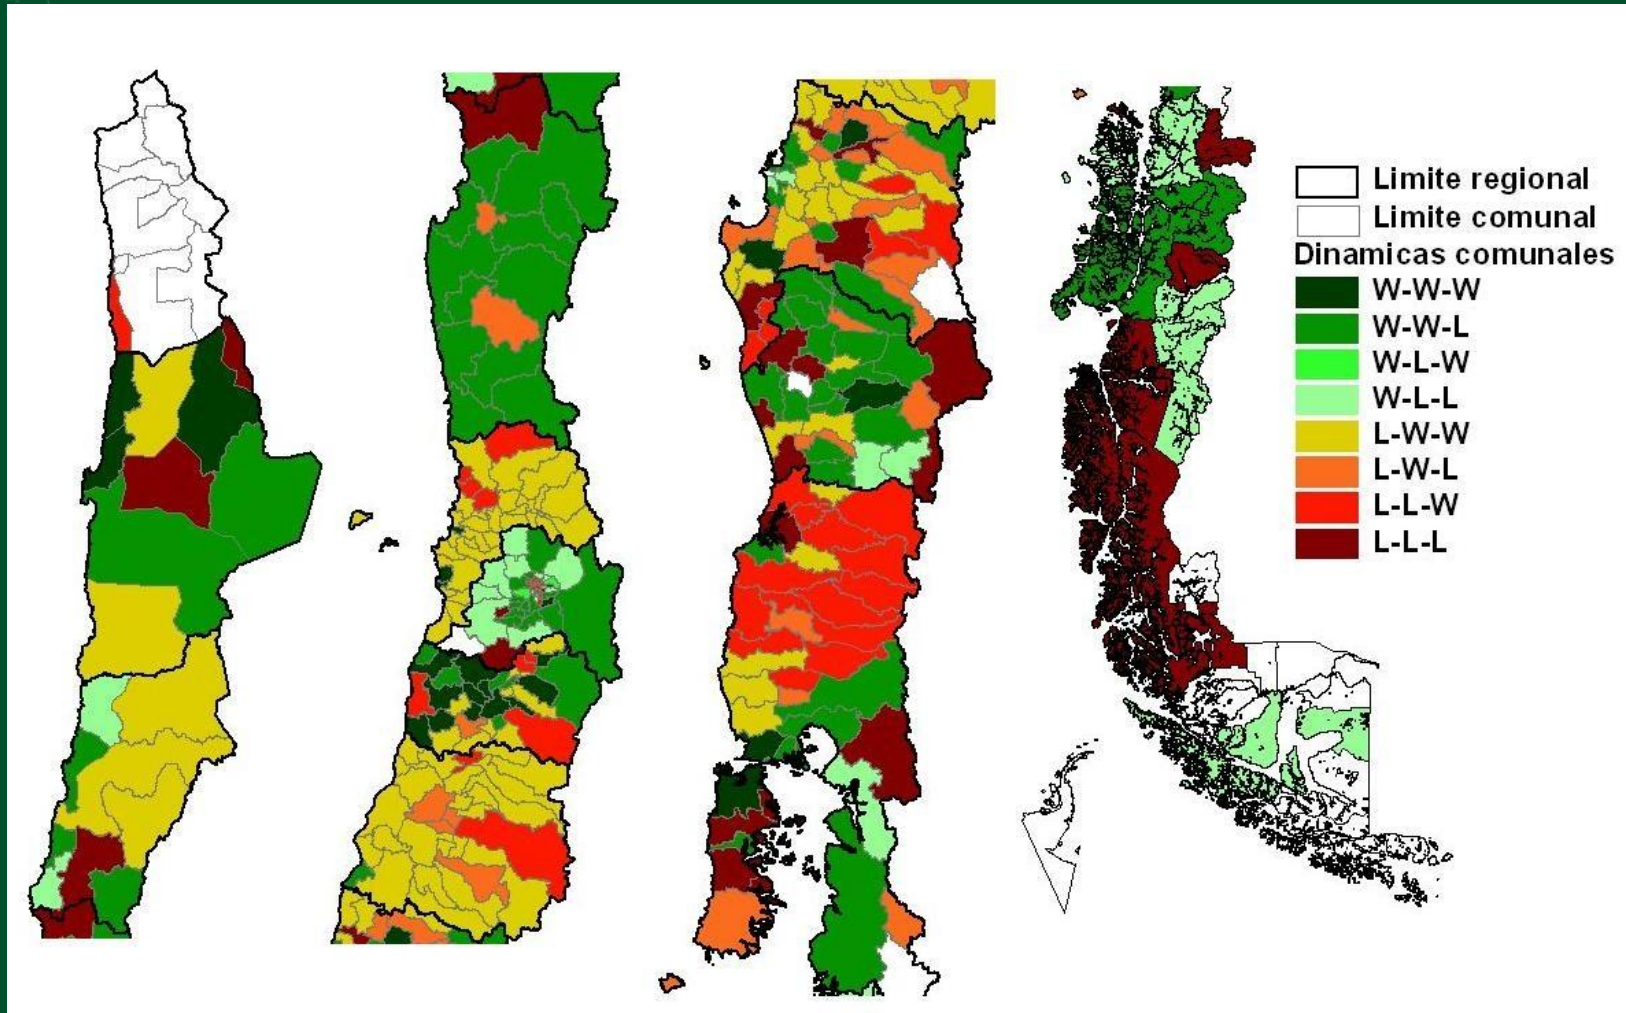 Limite regional
Limite comunal
Dinamicas comunales
W-W-W
W-W-L
W-L-W
W-L-L
L-W-W
L-W-L
L-L-W
L-L-L